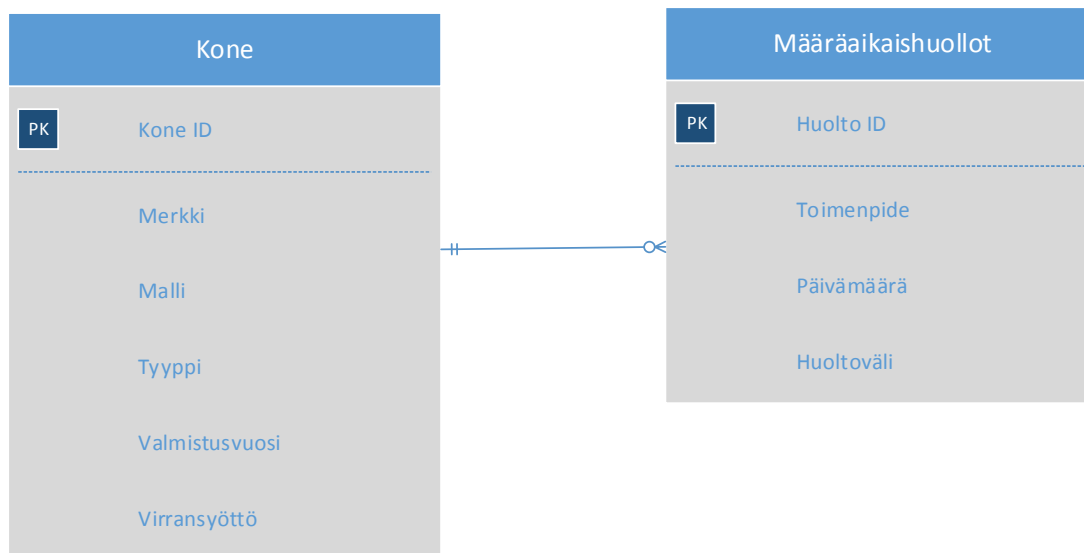 Kone
PK
Kone ID
Merkki
Malli
Tyyppi
Valmistusvuosi
Virransyöttö
Määräaikaishuollot
PK
Huolto ID
Toimenpide
Päivämäärä
Huoltoväli